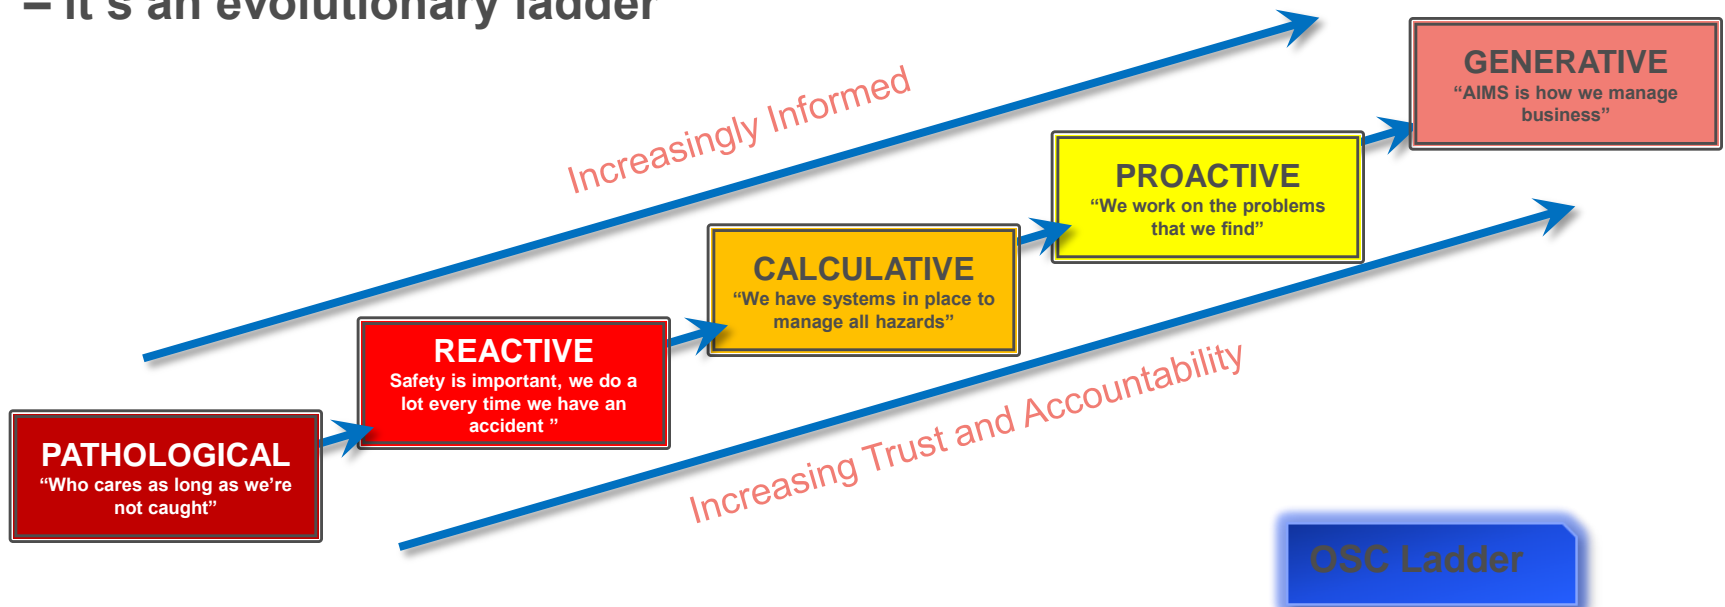 – it's an evolutionary ladder
GENERATIVE
“AIMS is how we manage
business”
Increasingly Informed
PROACTIVE
“We work on the problems
that we find”
CALCULATIVE
“We have systems in place to
manage all hazards”
REACTIVE
Safety is important, we do a
lot every time we have an
accident ”
Increasing Trust and Accountability
PATHOLOGICAL
“Who cares as long as we’re
not caught”
OSC Ladder